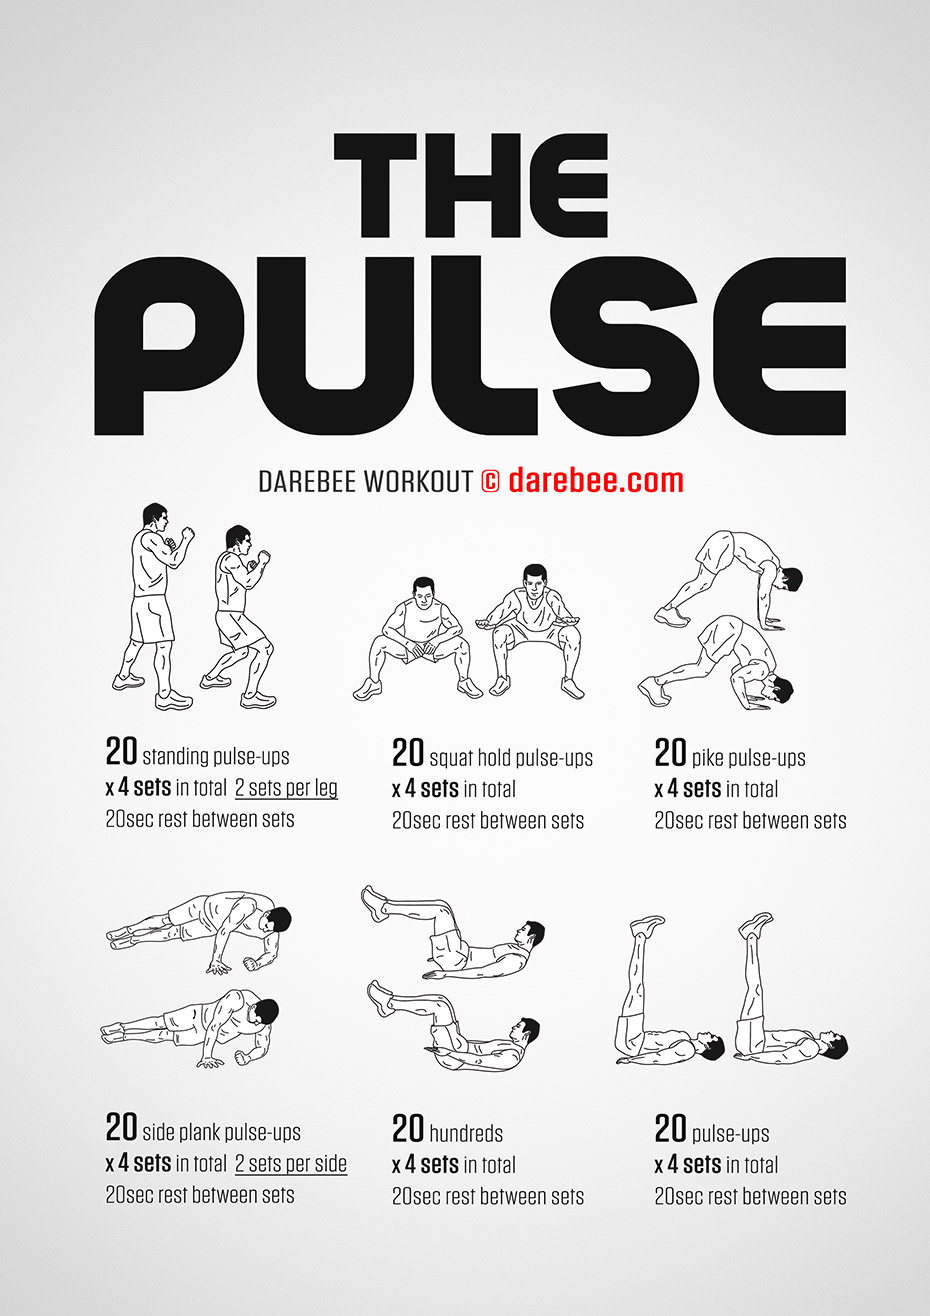 THE
PULSE
DAREBEE WORKOUT © darebee.com
20 standing pulse-ups
x 4 sets in total 2 sets per leg
20sec rest between sets
20 squat hold pulse-ups
x 4 sets in total
20sec rest between sets
20 pike pulse-ups
x 4 sets in total
20sec rest between sets
20 side plank pulse-ups
x 4 sets in total 2 sets per side
20sec rest between sets
20 hundreds
x 4 sets in total
20sec rest between sets
20 pulse-ups
x 4 sets in total
20sec rest between sets